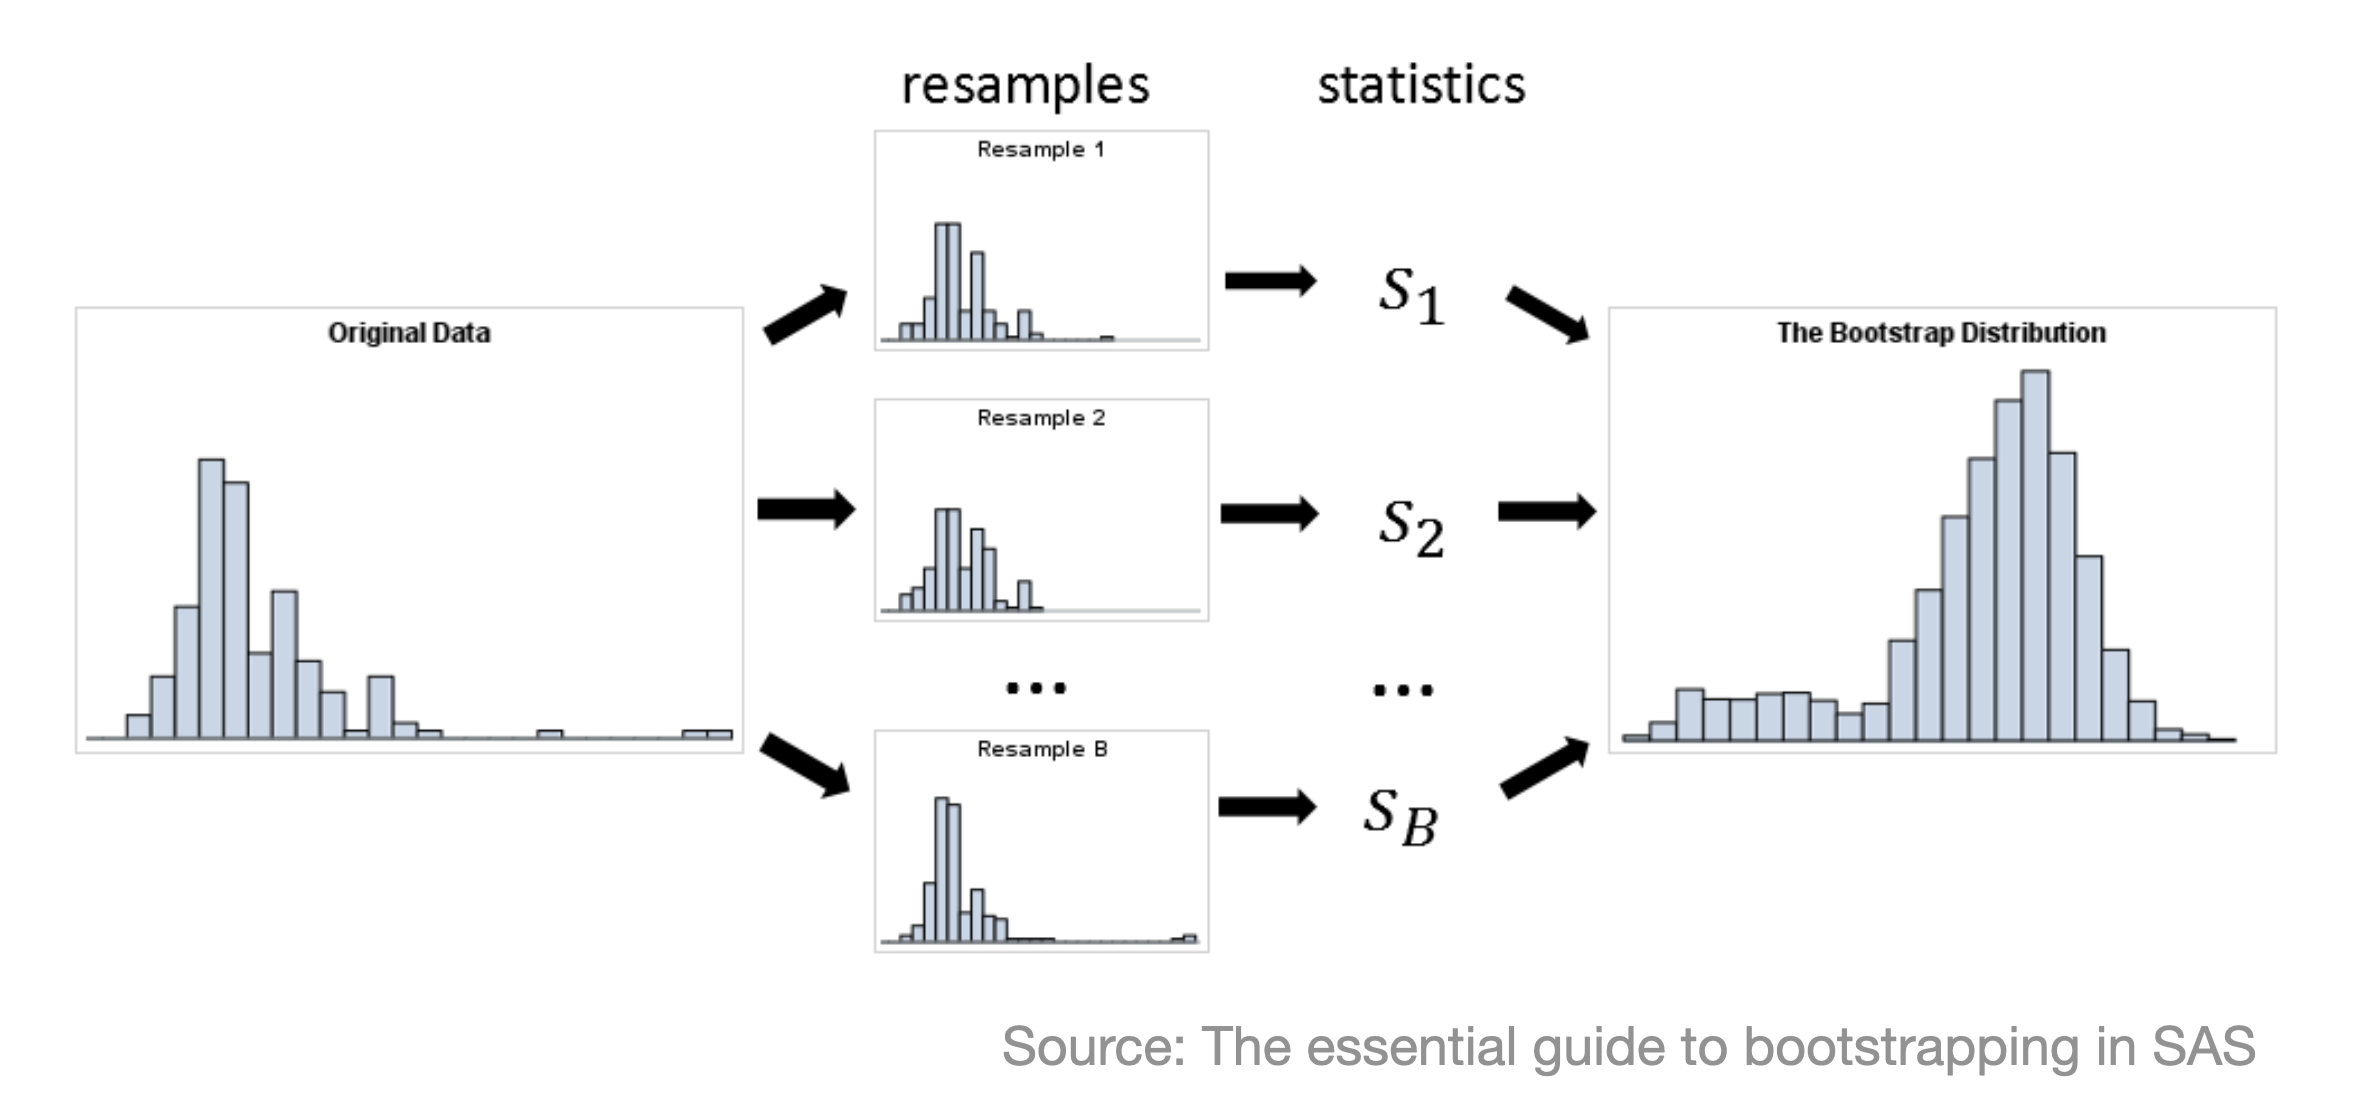 resamples
statistics
Resample 1
S1
Original Data
The Bootstrap Distribution
Resample 2
S2
...
...
Resample B
SB
Source: The essential guide to bootstrapping in SAS